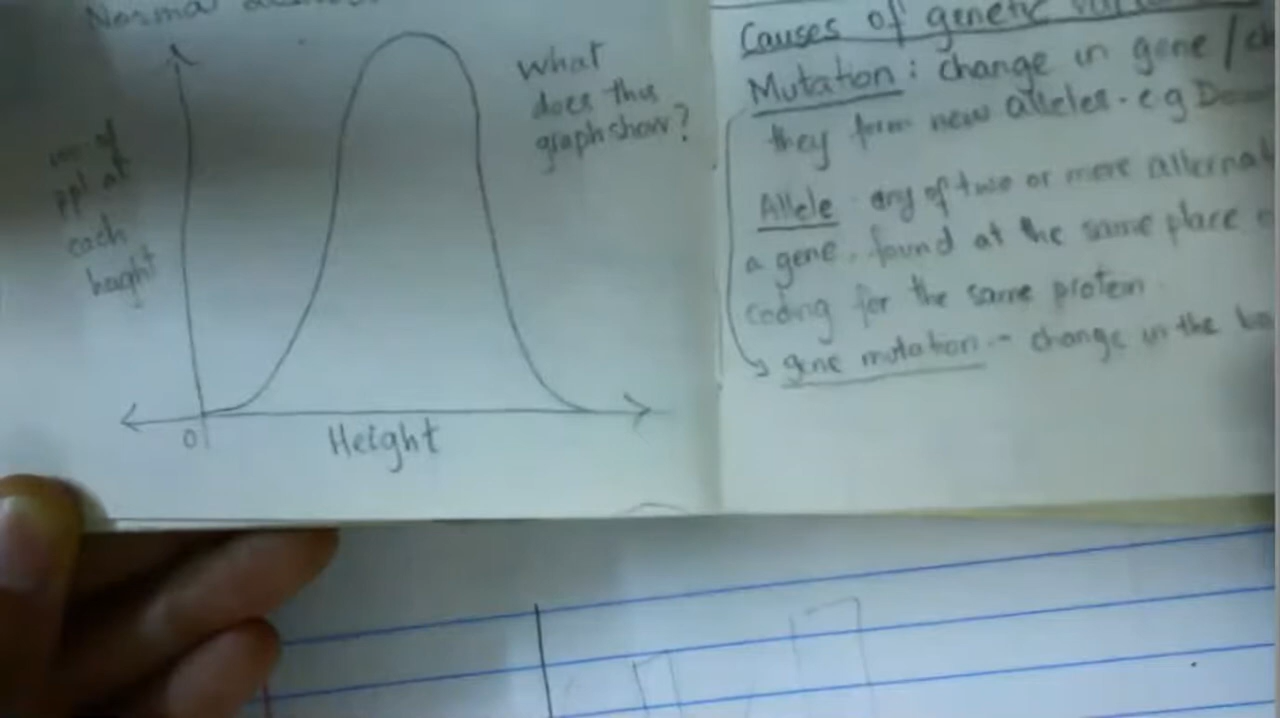 Normal
no. of
ppl at
each
height
What
does this
graph show?
0
Height
Causes of genetic
Mutation: change in gene /
they form new alleles. e.g
Allele - any of two or more
a gene. found at the same place
coding for the same protein
gene mutation - change in the